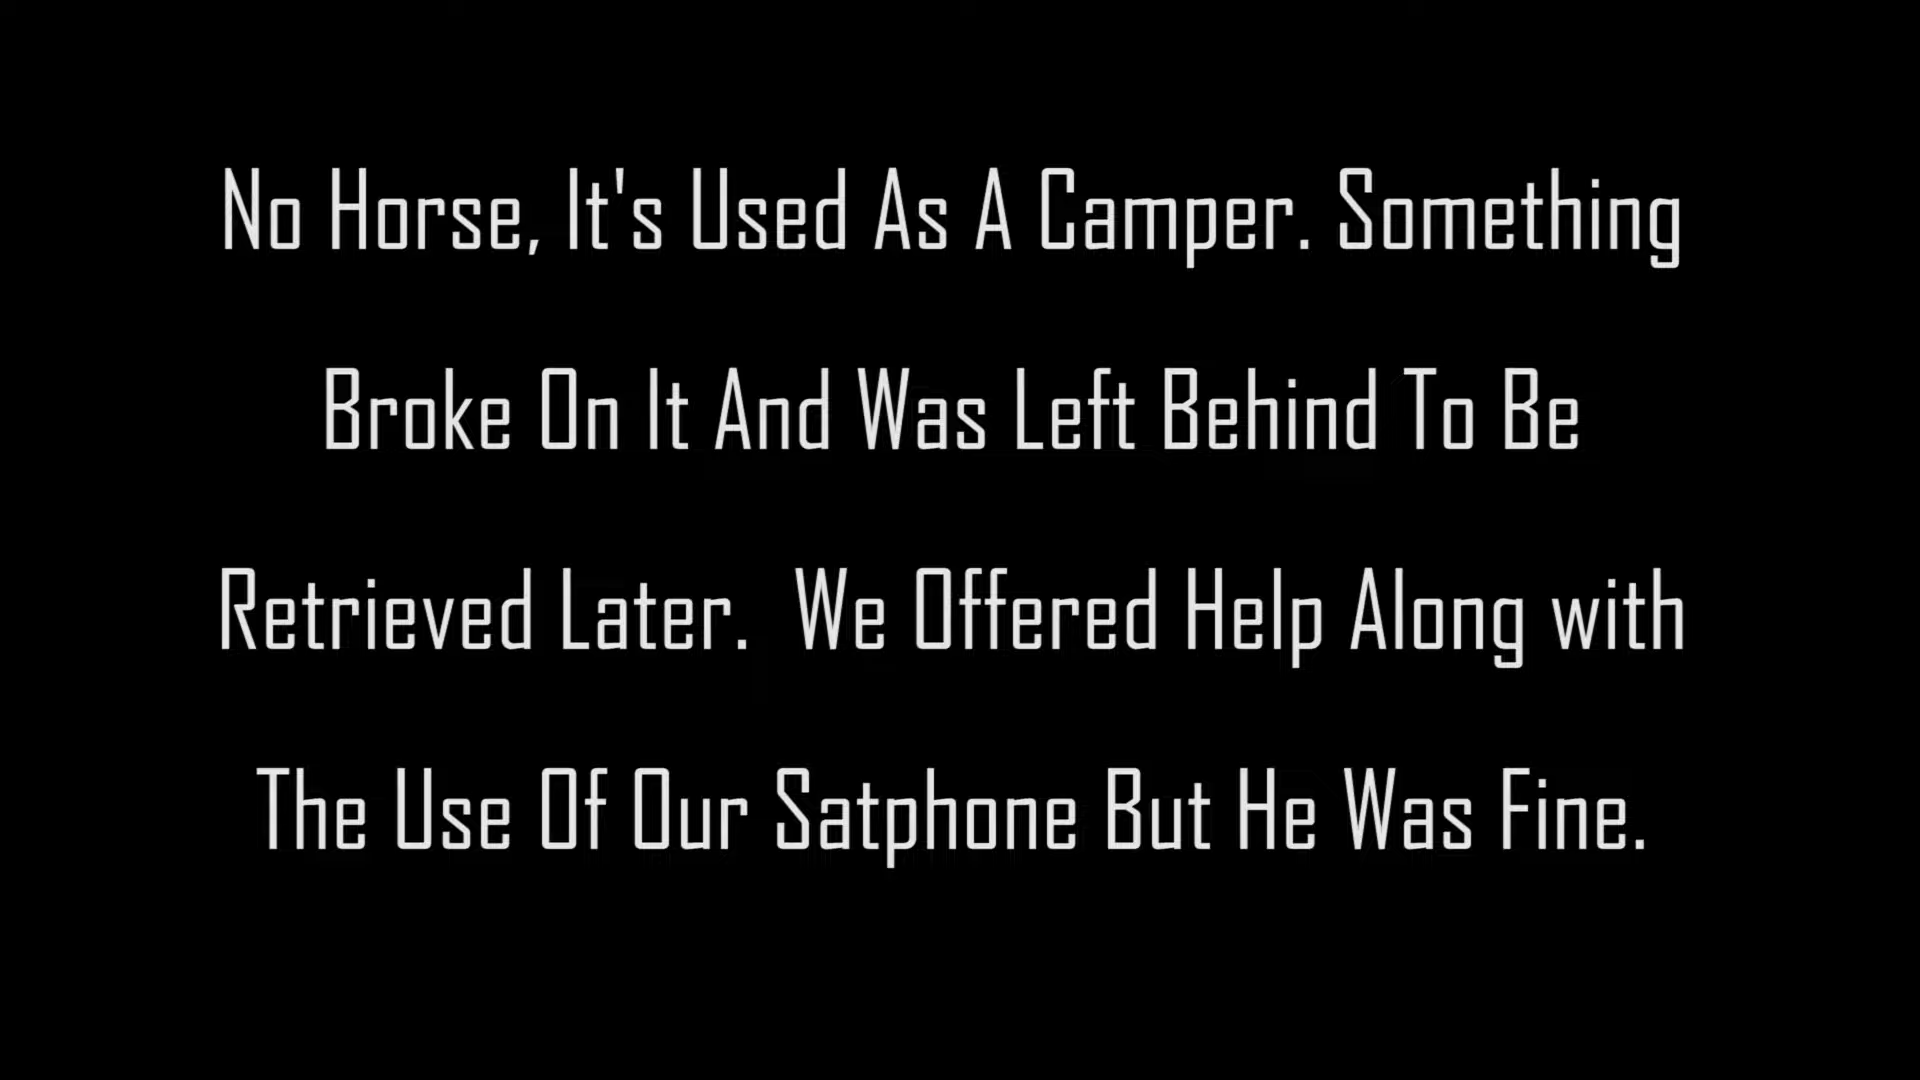 No Horse, It's Used As A Camper. Something
Broke On It And Was Left Behind To Be
Retrieved Later.  We Offered Help Along with
The Use Of Our Satphone But He Was Fine.